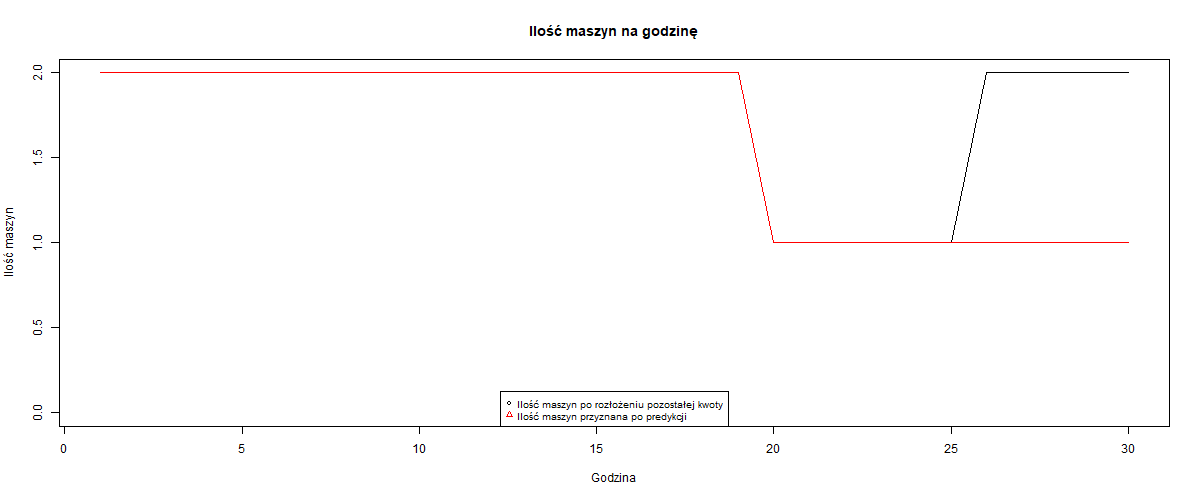 Ilość maszyn na godzinę
Ilość maszyn
2.0
1.5
1.0
0.5
0.0
Ilość maszyn po rozłożeniu pozostałej kwoty
Ilość maszyn przyznana po predykcji
0 5 10 15 20 25 30
Godzina